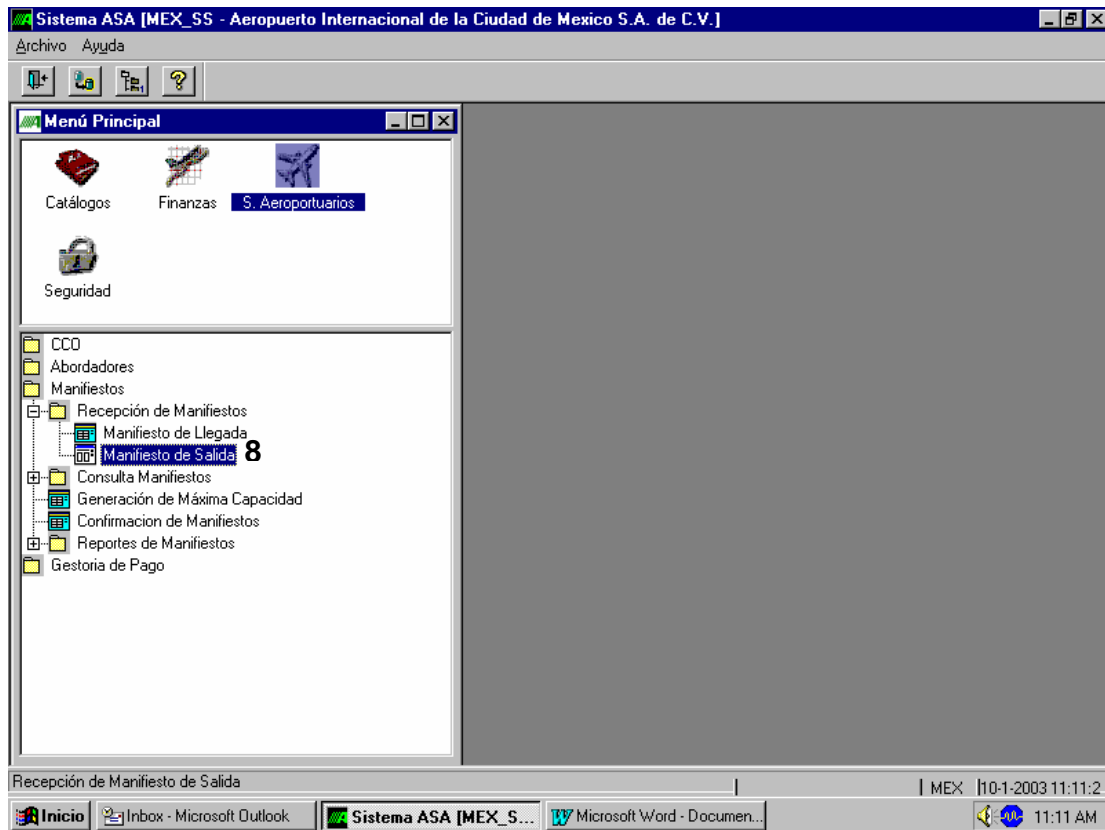 Sistema ASA [MEX_SS - Aeropuerto Internacional de la Ciudad de Mexico S.A. de C.V.]
Archivo Ayuda
Menú Principal
Catálogos Finanzas S. Aeroportuarios
Seguridad
CCO
Abordadores
Manifiestos
Recepción de Manifiestos
Manifiesto de Llegada
Manifiesto de Salida 8
Consulta Manifiestos
Generación de Máxima Capacidad
Confirmacion de Manifiestos
Reportes de Manifiestos
Gestoria de Pago
Recepción de Manifiesto de Salida MEX 10-1-2003 11:11:2
Inicio Inbox - Microsoft Outlook Sistema ASA [MEX_S... Microsoft Word - Documen... 11:11 AM